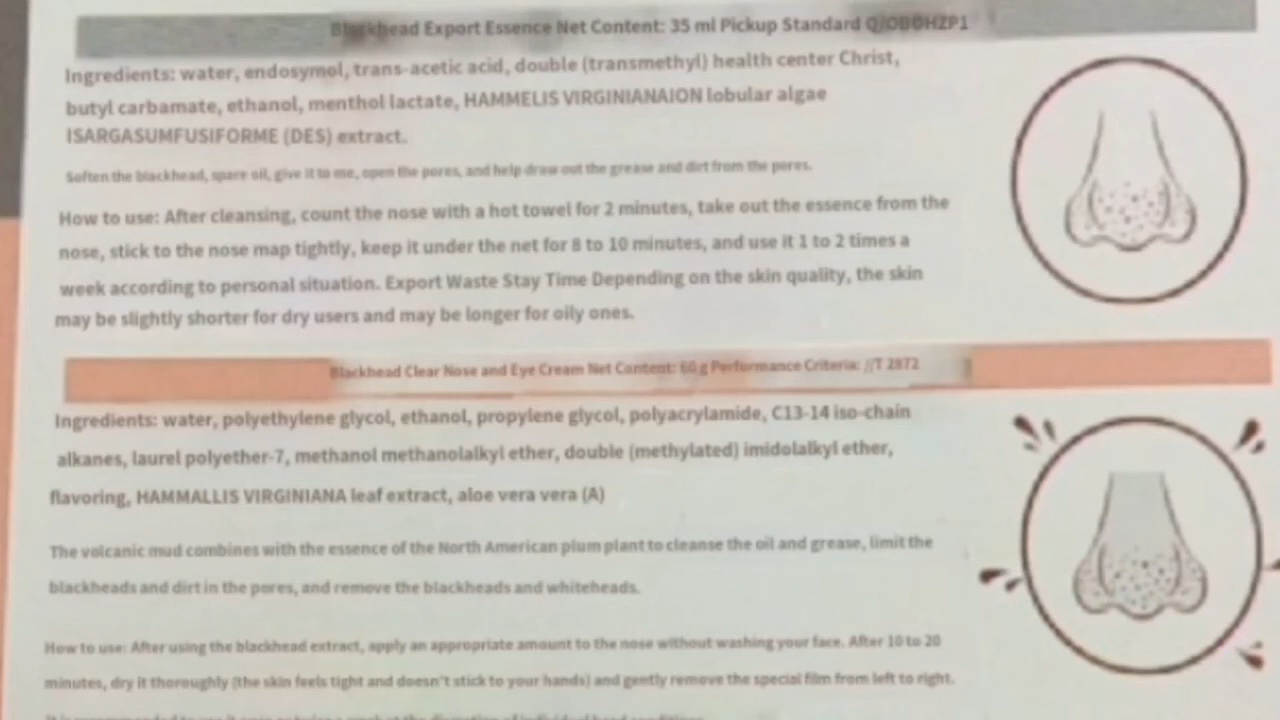 Blackhead Export Essence Net Content: 35 ml Pickup Standard Q/OBOHZP1
Ingredients: water, endosymol, trans-acetic acid, double (transmethyl) health center Christ,
butyl carbamate, ethanol, menthol lactate, HAMMELIS VIRGINIANAION lobular algae
ISARGASUMFUSIFORME (DES) extract.
Soften the blackhead, spare oil, give it to me, open the pores, and help draw out the grease and dirt from the pores.
How to use: After cleansing, count the nose with a hot towel for 2 minutes, take out the essence from the
nose, stick to the nose map tightly, keep it under the net for 8 to 10 minutes, and use it 1 to 2 times a
week according to personal situation. Export Waste Stay Time Depending on the skin quality, the skin
may be slightly shorter for dry users and may be longer for oily ones.
Blackhead Clear Nose and Eye Cream Net Content: 60 g Performance Criteria: //T 2872
Ingredients: water, polyethylene glycol, ethanol, propylene glycol, polyacrylamide, C13-14 iso-chain
alkanes, laurel polyether-7, methanol methanolalkyl ether, double (methylated) imidolalkyl ether,
flavoring, HAMMALLIS VIRGINIANA leaf extract, aloe vera vera (A)
The volcanic mud combines with the essence of the North American plum plant to cleanse the oil and grease, limit the
blackheads and dirt in the pores, and remove the blackheads and whiteheads.
How to use: After using the blackhead extract, apply an appropriate amount to the nose without washing your face. After 10 to 20
minutes, dry it thoroughly (the skin feels tight and doesn't stick to your hands) and gently remove the special film from left to right.